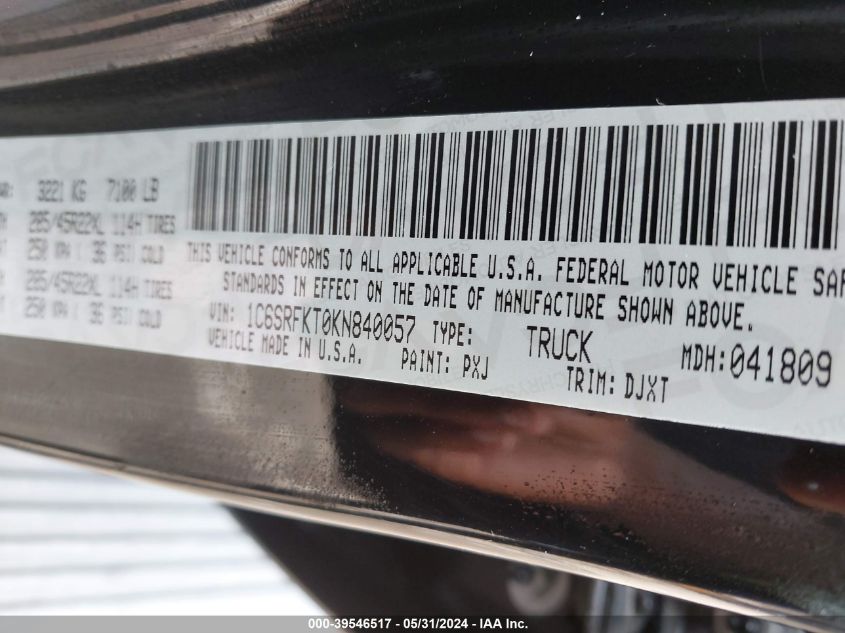 3221 KG 7100 LB
285/45R22XL 114H TIRES
250 KPA / 36 PSI COLD
285/45R22XL 114H TIRES
250 KPA / 36 PSI COLD
THIS VEHICLE CONFORMS TO ALL APPLICABLE U.S.A. FEDERAL MOTOR VEHICLE SAF
STANDARDS IN EFFECT ON THE DATE OF MANUFACTURE SHOWN ABOVE.
VIN: 1C6SRFKT0KN840057 TYPE: TRUCK MDH:041809
VEHICLE MADE IN U.S.A. PAINT: PXJ TRIM: DJXT
000-39546517 | 05/31/2024 - IAA Inc.